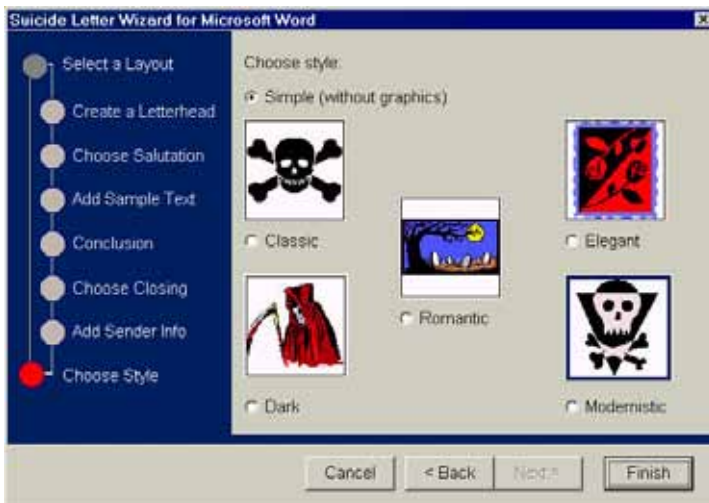 Suicide Letter Wizard for Microsoft Word
Select a Layout
Create a Letterhead
Choose Salutation
Add Sample Text
Conclusion
Choose Closing
Add Sender Info
Choose Style
Choose style:
Simple (without graphics)
Classic
Elegant
Romantic
Dark
Modernistic
Cancel
< Back
Next >
Finish